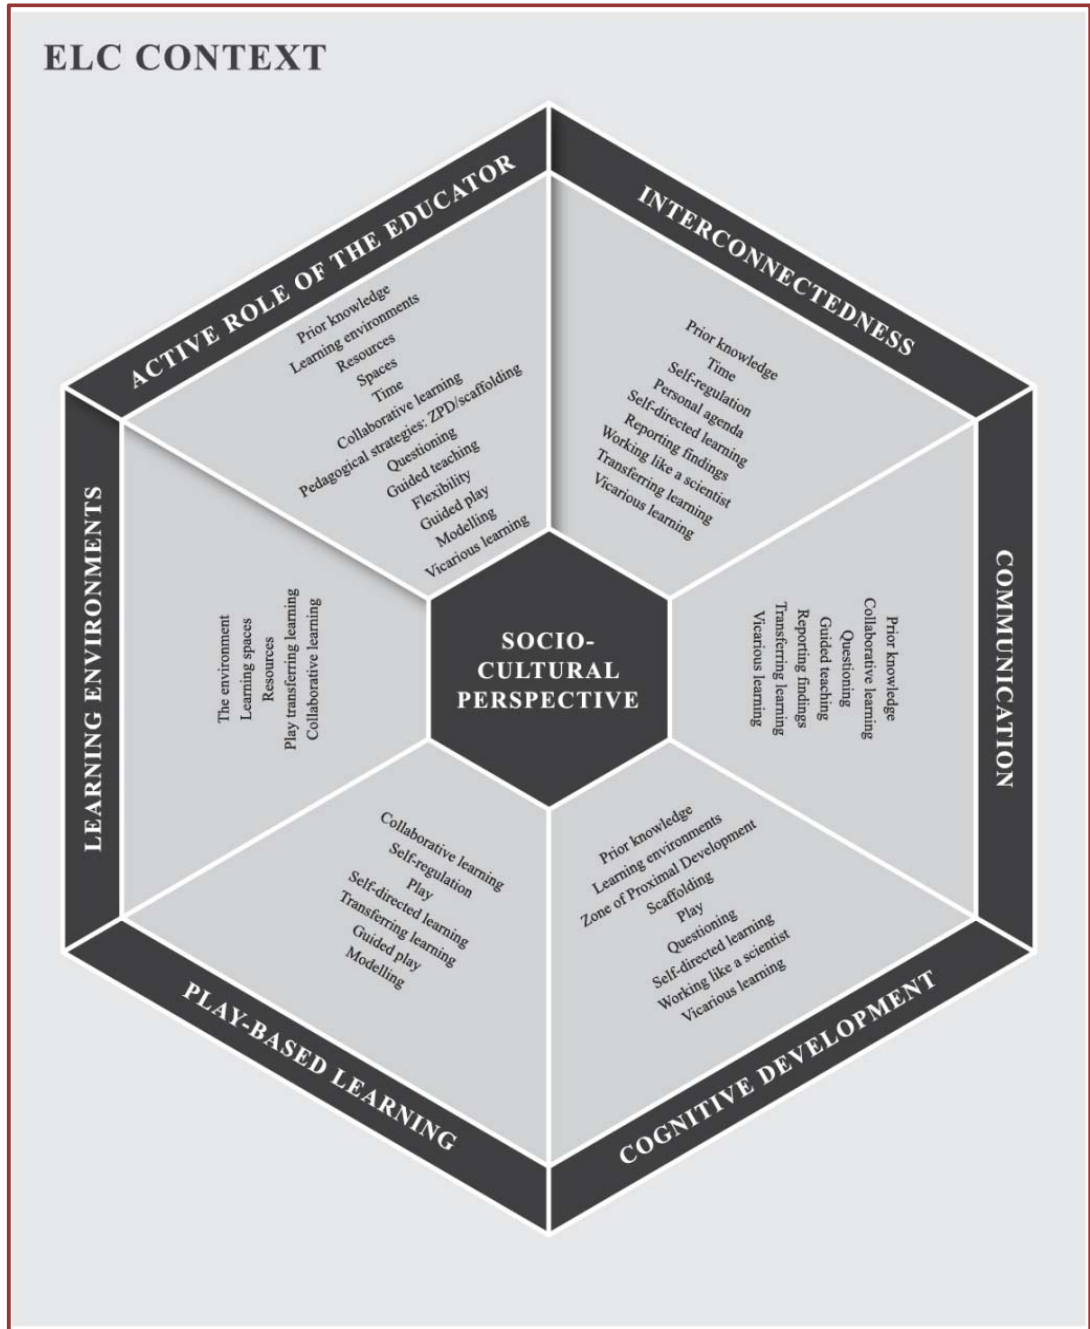 ELC CONTEXT
ACTIVE ROLE OF THE EDUCATOR
Prior knowledge
Learning environments
Resources
Spaces
Time
Collaborative learning
Pedagogical strategies: ZPD/scaffolding
Questioning
Guided teaching
Flexibility
Guided play
Modelling
Vicarious learning
INTERCONNECTEDNESS
Prior knowledge
Time
Self-regulation
Personal agenda
Self-directed learning
Reporting findings
Working like a scientist
Transferring learning
Vicarious learning
COMMUNICATION
Prior knowledge
Collaborative learning
Questioning
Guided teaching
Reporting findings
Transferring learning
Vicarious learning
COGNITIVE DEVELOPMENT
Prior knowledge
Learning environments
Zone of Proximal Development
Scaffolding
Play
Questioning
Self-directed learning
Working like a scientist
Vicarious learning
PLAY-BASED LEARNING
Collaborative learning
Self-regulation
Play
Self-directed learning
Transferring learning
Guided play
Modelling
LEARNING ENVIRONMENTS
The environment
Learning spaces
Resources
Play transferring learning
Collaborative learning
SOCIO-
CULTURAL
PERSPECTIVE